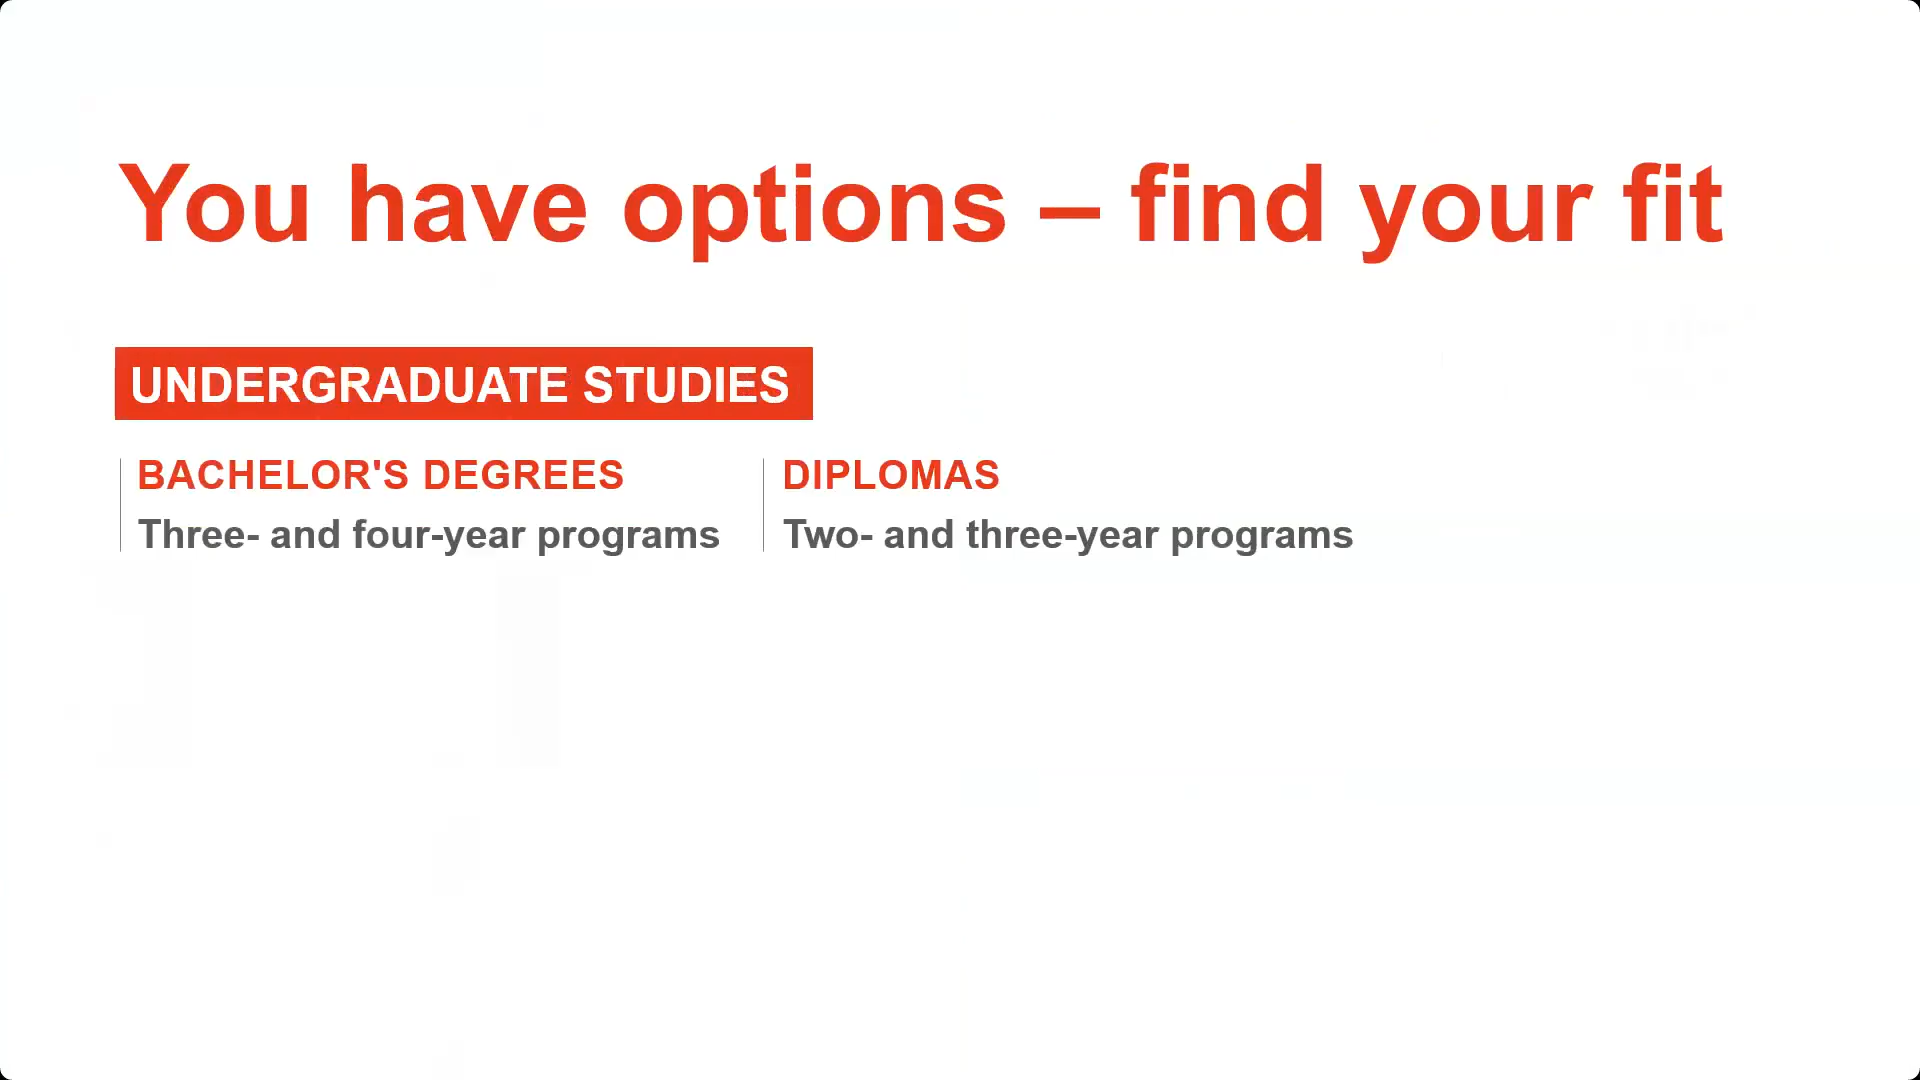 You have options – find your fit
UNDERGRADUATE STUDIES
BACHELOR'S DEGREES
Three- and four-year programs
DIPLOMAS
Two- and three-year programs